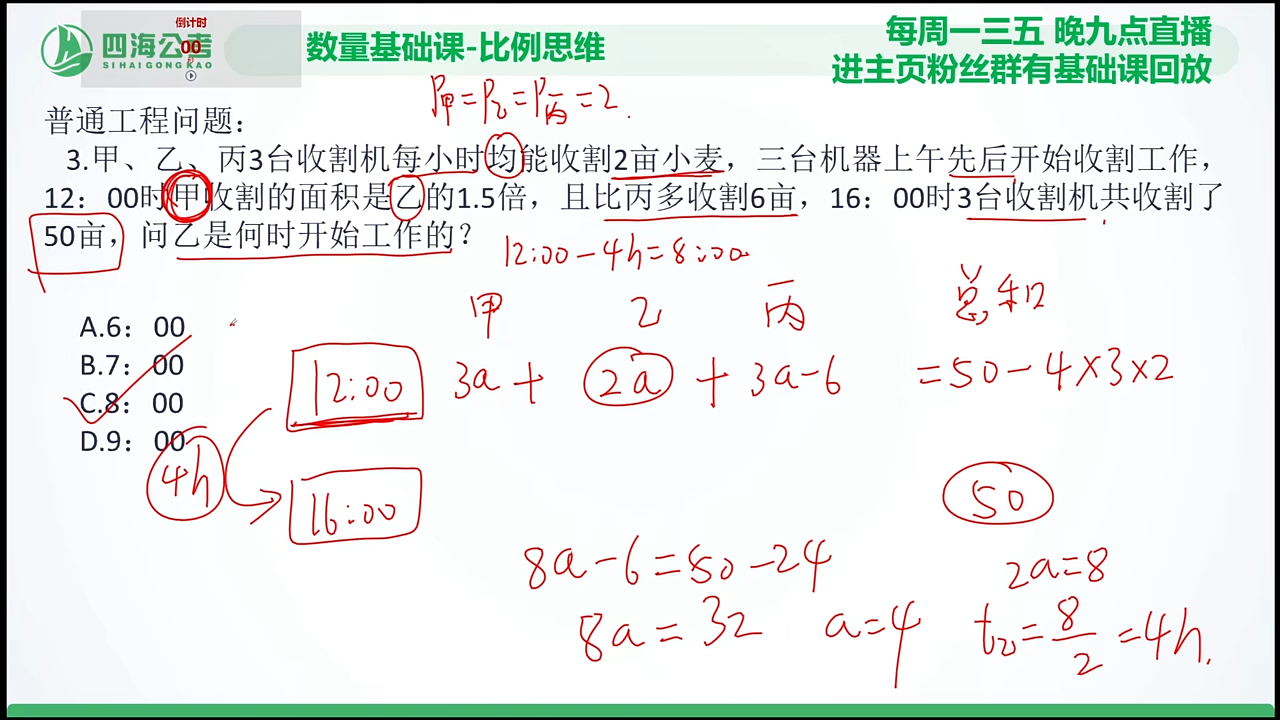 倒计时
00
四海公考
SIHAIGONGKAO
数量基础课-比例思维
每周一三五 晚九点直播
进主页粉丝群有基础课回放
P甲=P乙=P丙=2.
普通工程问题：
3.甲、乙、丙3台收割机每小时均能收割2亩小麦，三台机器上午先后开始收割工作，
12：00时甲收割的面积是乙的1.5倍，且比丙多收割6亩，16：00时3台收割机共收割了
50亩，问乙是何时开始工作的？
12:00-4h=8:00
甲 乙 丙 总和
A.6：00
B.7：00
C.8：00
D.9：00
12:00 3a + 2a + 3a-6 =50-4×3×2
4h
16:00
50
8a-6=50-24 2a=8
8a=32 a=4 t乙=8/2=4h.